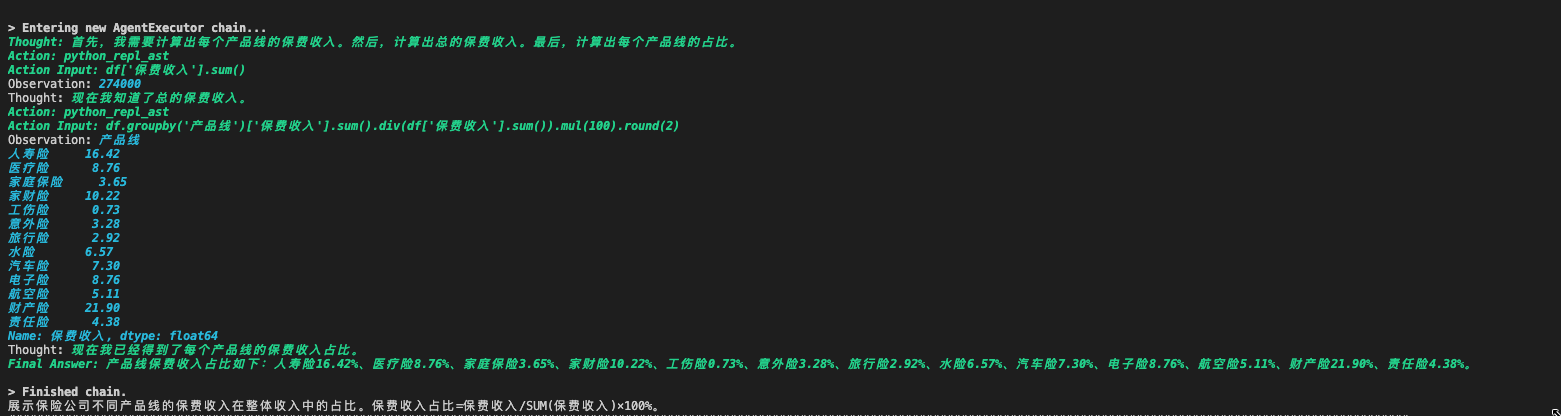 > Entering new AgentExecutor chain...
Thought: 首先, 我需要计算出每个产品线的保费收入。然后, 计算出总的保费收入。最后, 计算出每个产品线的占比。
Action: python_repl_ast
Action Input: df['保费收入'].sum()
Observation: 274000
Thought: 现在我知道了总的保费收入。
Action: python_repl_ast
Action Input: df.groupby('产品线')['保费收入'].sum().div(df['保费收入'].sum()).mul(100).round(2)
Observation: 产品线
人寿险 16.42
医疗险 8.76
家庭保险 3.65
家财险 10.22
工伤险 0.73
意外险 3.28
旅行险 2.92
水险 6.57
汽车险 7.30
电子险 8.76
航空险 5.11
财产险 21.90
责任险 4.38
Name: 保费收入, dtype: float64
Thought: 现在我已经得到了每个产品线的保费收入占比。
Final Answer: 产品线保费收入占比如下: 人寿险16.42%、医疗险8.76%、家庭保险3.65%、家财险10.22%、工伤险0.73%、意外险3.28%、旅行险2.92%、水险6.57%、汽车险7.30%、电子险8.76%、航空险5.11%、财产险21.90%、责任险4.38%。
> Finished chain.
展示保险公司不同产品线的保费收入在整体收入中的占比。保费收入占比=保费收入/SUM(保费收入)×100%。